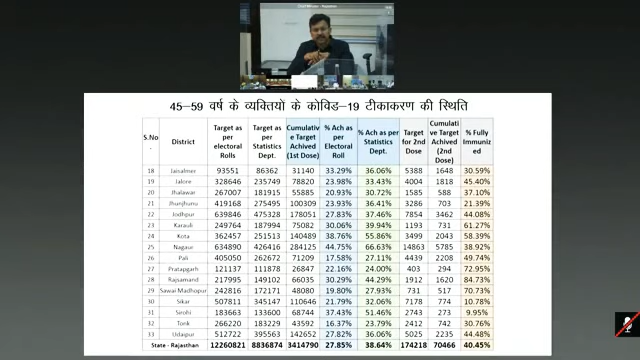 45–59 वर्ष के व्यक्तियों के कोविड–19 टीकाकरण की स्थिति
S.No. District Target as per electoral Rolls Target as per Statistics Dept. Cumulative Target Achived (1st Dose) % Ach as per Electoral Roll % Ach as per Statistics Dept. Target for 2nd Dose Cumulative Target Achived (2nd Dose) % Fully Immunized
18 Jaisalmer 93551 86362 31140 33.29% 36.06% 5388 1648 30.59%
19 Jalore 328646 235749 78820 23.98% 33.43% 4004 1818 45.40%
20 Jhalawar 267007 181915 55885 20.93% 30.72% 1585 588 37.10%
21 Jhunjhunu 419168 275495 100309 23.93% 36.41% 3286 703 21.39%
22 Jodhpur 639846 475328 178051 27.83% 37.46% 7854 3462 44.08%
23 Karauli 249764 187994 75082 30.06% 39.94% 1193 731 61.27%
24 Kota 362457 251513 140489 38.76% 55.86% 3499 2043 58.39%
25 Nagaur 634890 426416 284125 44.75% 66.63% 14863 5785 38.92%
26 Pali 405050 262672 71209 17.58% 27.11% 4439 2208 49.74%
27 Pratapgarh 121137 111878 26847 22.16% 24.00% 403 294 72.95%
28 Rajsamand 217995 149102 66035 30.29% 44.29% 1912 1620 84.73%
29 Sawai Madhopur 242816 172171 48080 19.80% 27.93% 731 517 70.73%
30 Sikar 507811 345147 110646 21.79% 32.06% 7178 774 10.78%
31 Sirohi 183663 133600 68744 37.43% 51.46% 2743 273 9.95%
32 Tonk 266220 183229 43592 16.37% 23.79% 2412 742 30.76%
33 Udaipur 512722 395563 142652 27.82% 36.06% 5025 2235 44.48%
State - Rajasthan 12260821 8836874 3414790 27.85% 38.64% 174218 70466 40.45%